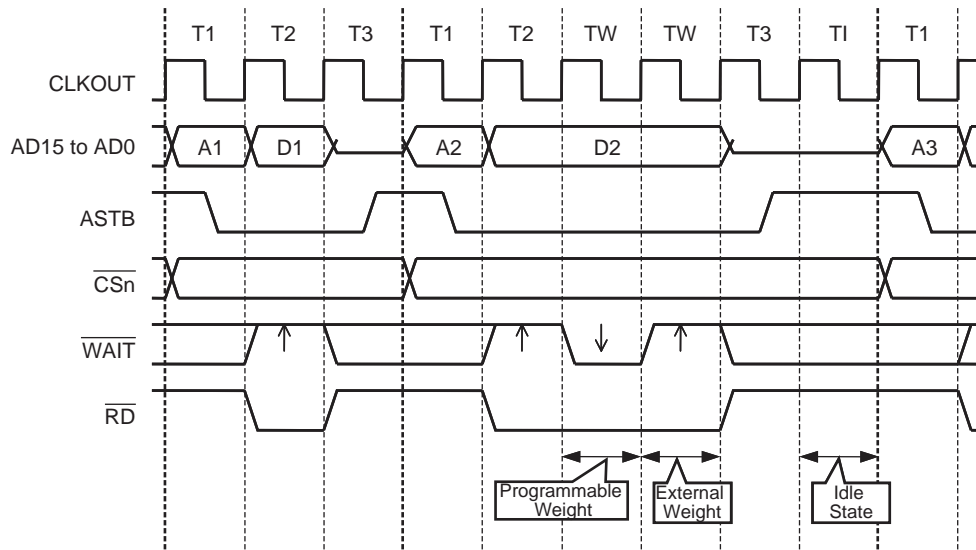 T1 T2 T3 T1 T2 TW TW T3 TI T1
CLKOUT
AD15 to AD0 A1 D1 A2 D2 A3
ASTB
CSn
WAIT
RD
Programmable
Weight
External
Weight
Idle
State